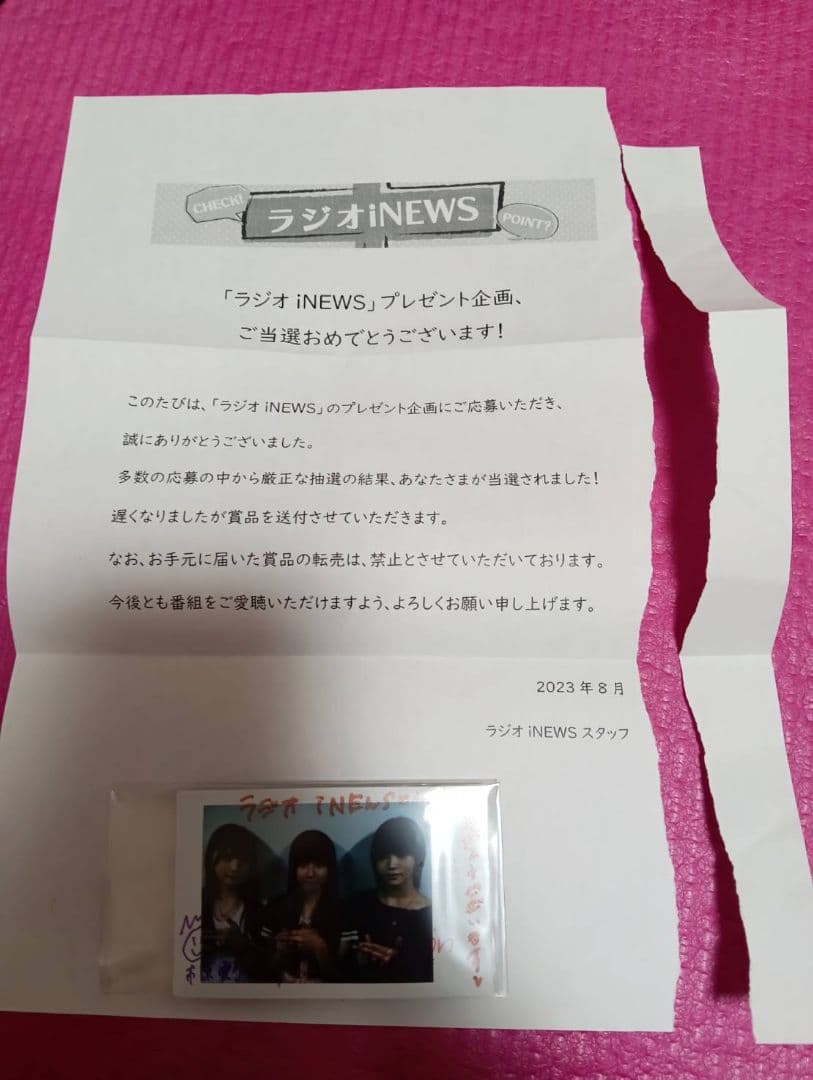 CHECK!
ラジオiNEWS
POINT?
「ラジオ iNEWS」プレゼント企画、
ご当選おめでとうございます!
このたびは、「ラジオ iNEWS」のプレゼント企画にご応募いただき、
誠にありがとうございました。
多数の応募の中から厳正な抽選の結果、あなたさまが当選されました!
遅くなりましたが賞品を送付させていただきます。
なお、お手元に届いた賞品の転売は、禁止とさせていただいております。
今後とも番組をご愛聴いただけますよう、よろしくお願い申し上げます。
2023 年 8 月
ラジオ iNEWS スタッフ
ラジオ iNEWS